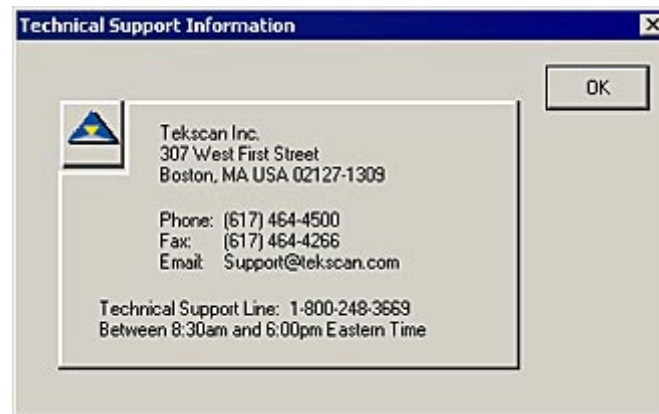 Technical Support Information
OK
Tekscan Inc.
307 West First Street
Boston, MA USA 02127-1309
Phone: (617) 464-4500
Fax: (617) 464-4266
Email: Support@tekscan.com
Technical Support Line: 1-800-248-3669
Between 8:30am and 6:00pm Eastern Time